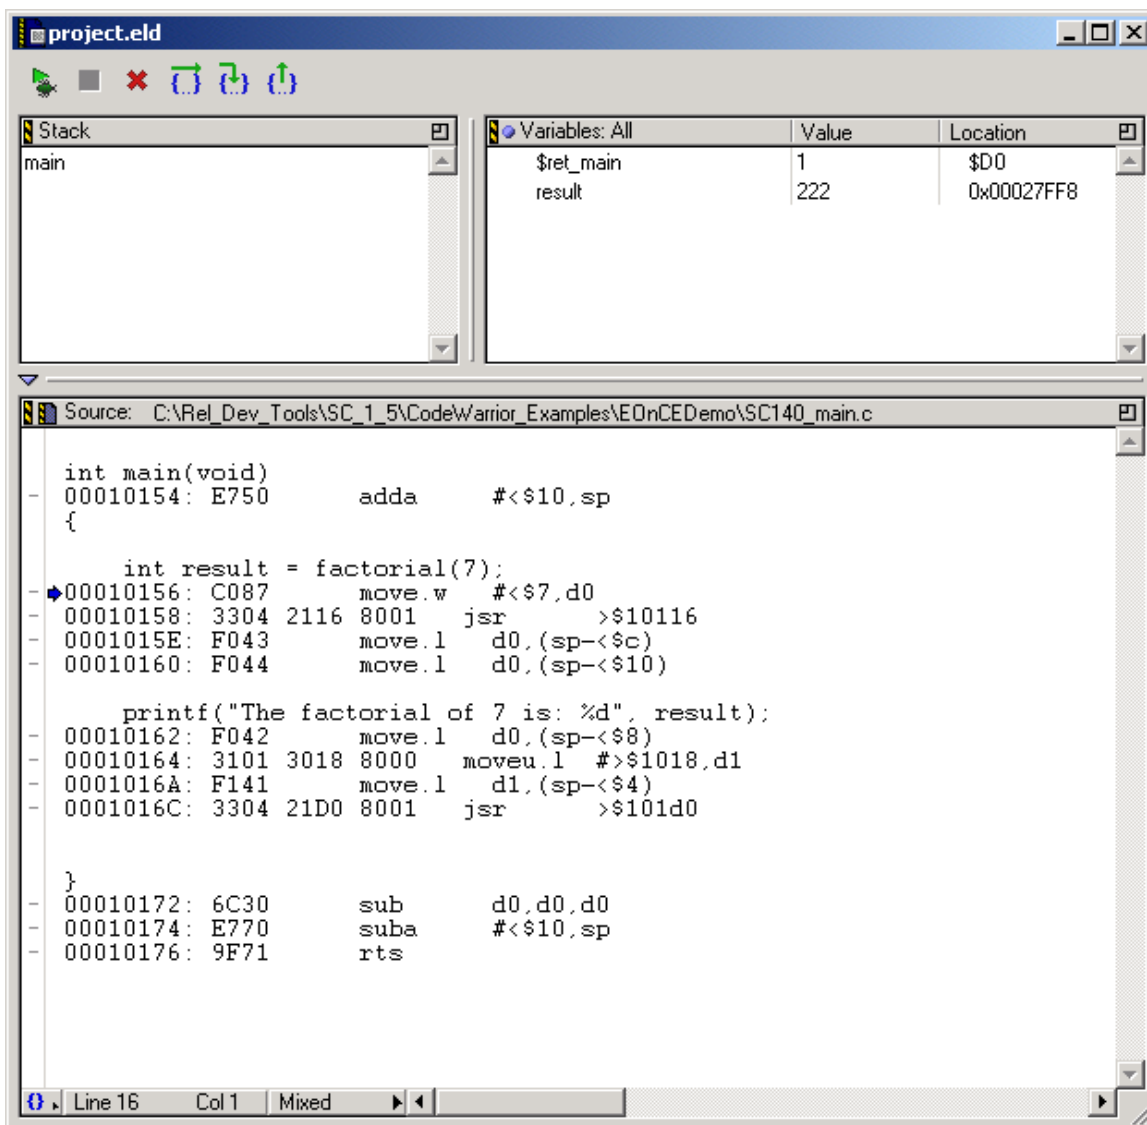 project.eld
Stack
main
Variables: All Value Location
$ret_main 1 $D0
result 222 0x00027FF8
Source: C:\Rel_Dev_Tools\SC_1_5\CodeWarrior_Examples\EOnCEDemo\SC140_main.c
int main(void)
00010154: E750 adda #<$10,sp
{
int result = factorial(7);
00010156: C087 move.w #<$7,d0
00010158: 3304 2116 8001 jsr >$10116
0001015E: F043 move.l d0,(sp-<$c)
00010160: F044 move.l d0,(sp-<$10)
printf("The factorial of 7 is: %d", result);
00010162: F042 move.l d0,(sp-<$8)
00010164: 3101 3018 8000 moveu.l #>$1018,d1
0001016A: F141 move.l d1,(sp-<$4)
0001016C: 3304 21D0 8001 jsr >$101d0
}
00010172: 6C30 sub d0,d0,d0
00010174: E770 suba #<$10,sp
00010176: 9F71 rts
Line 16 Col 1 Mixed